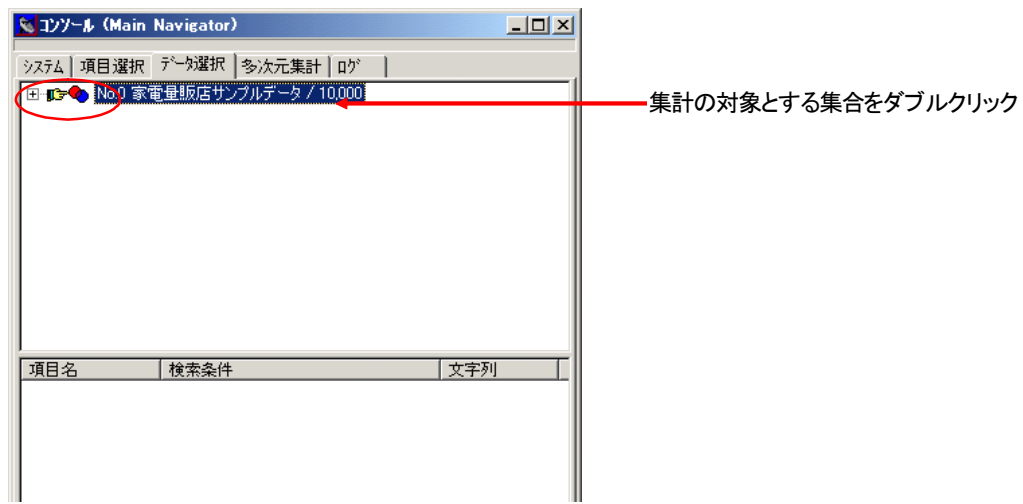 コンソール (Main Navigator)
システム 項目選択 データ選択 多次元集計 ログ
No.0 家電量販店サンプルデータ / 10,000
集計の対象とする集合をダブルクリック
項目名 検索条件 文字列